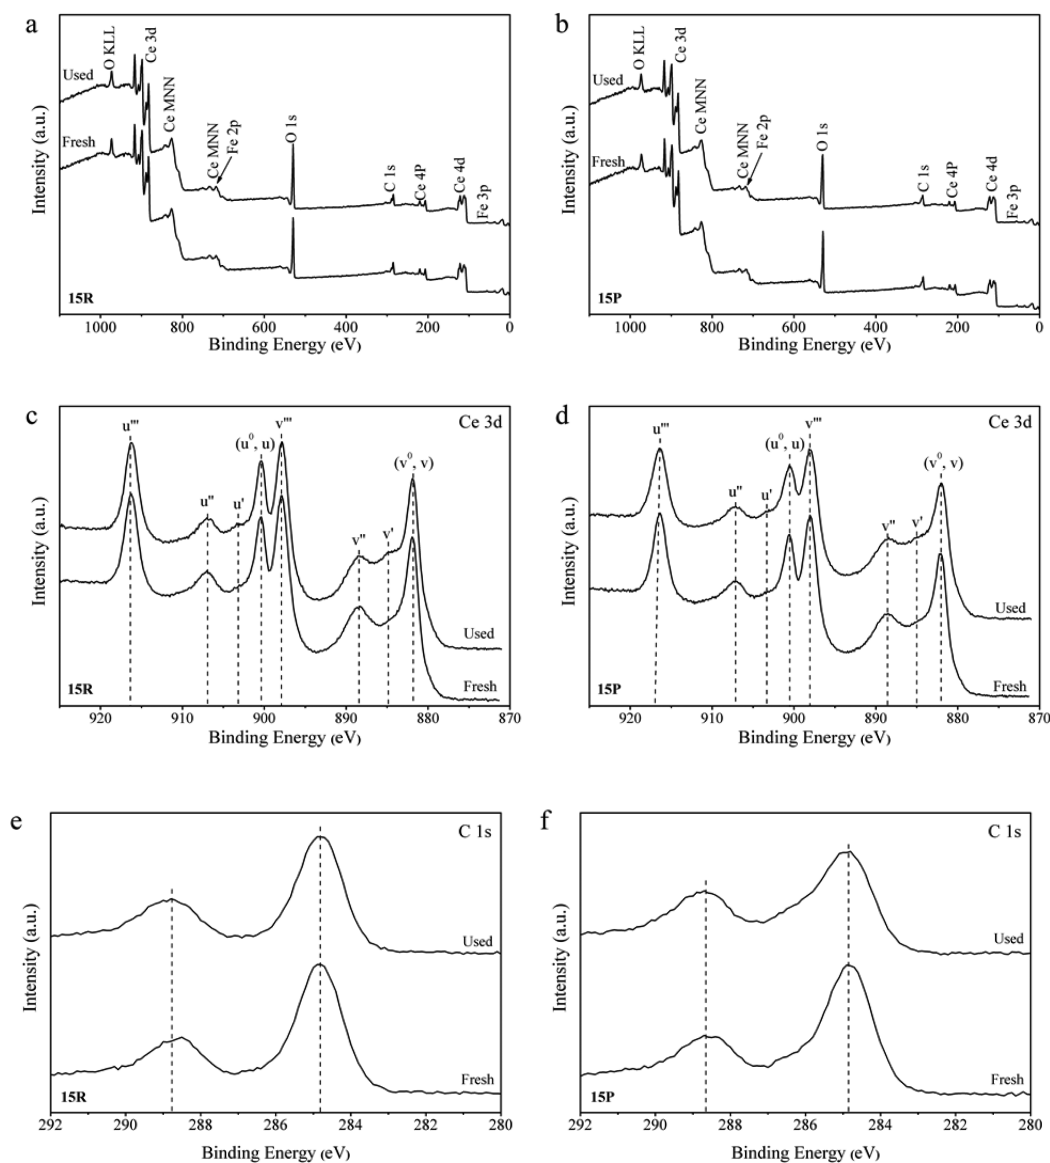 a
O KLL
Ce 3d
Used
Ce MNN
Fresh
Ce MNN
Fe 2p
O 1s
C 1s
Ce 4P
Ce 4d
Fe 3p
15R
Intensity (a.u.)
1000 800 600 400 200 0
Binding Energy (eV)
b
O KLL
Ce 3d
Used
Ce MNN
Fresh
Ce MNN
Fe 2p
O 1s
C 1s
Ce 4P
Ce 4d
Fe 3p
15P
Intensity (a.u.)
1000 800 600 400 200 0
Binding Energy (eV)
c
Ce 3d
u'''
u''
u'
(u⁰, u)
v'''
v''
v'
(v⁰, v)
Used
Fresh
15R
Intensity (a.u.)
920 910 900 890 880 870
Binding Energy (eV)
d
Ce 3d
u'''
u''
u'
(u⁰, u)
v'''
v''
v'
(v⁰, v)
Used
Fresh
15P
Intensity (a.u.)
920 910 900 890 880 870
Binding Energy (eV)
e
C 1s
Used
Fresh
15R
Intensity (a.u.)
292 290 288 286 284 282 280
Binding Energy (eV)
f
C 1s
Used
Fresh
15P
Intensity (a.u.)
292 290 288 286 284 282 280
Binding Energy (eV)